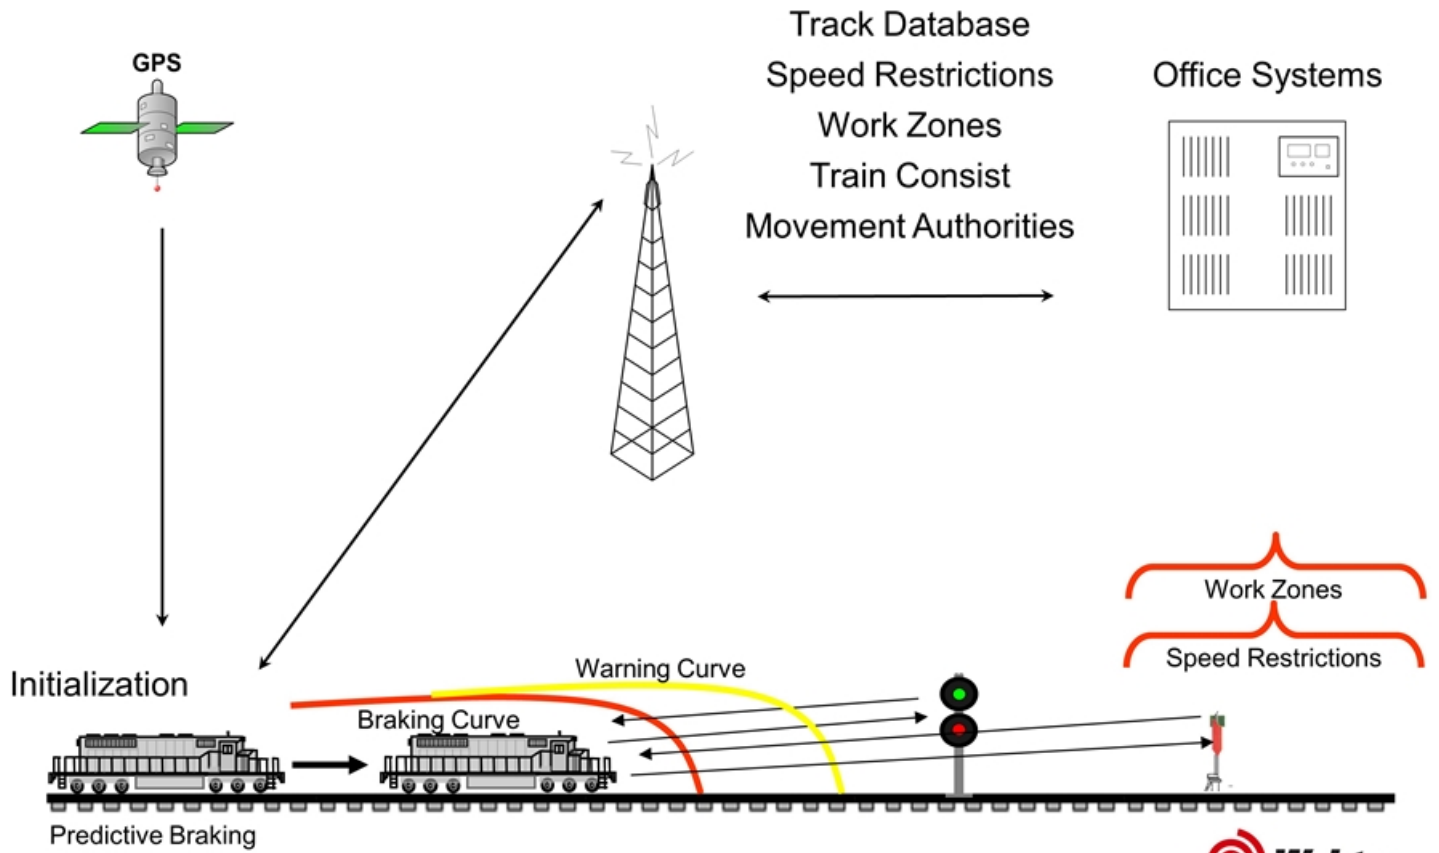 GPS
Track Database
Speed Restrictions
Work Zones
Train Consist
Movement Authorities
Office Systems
Work Zones
Speed Restrictions
Initialization
Warning Curve
Braking Curve
Predictive Braking